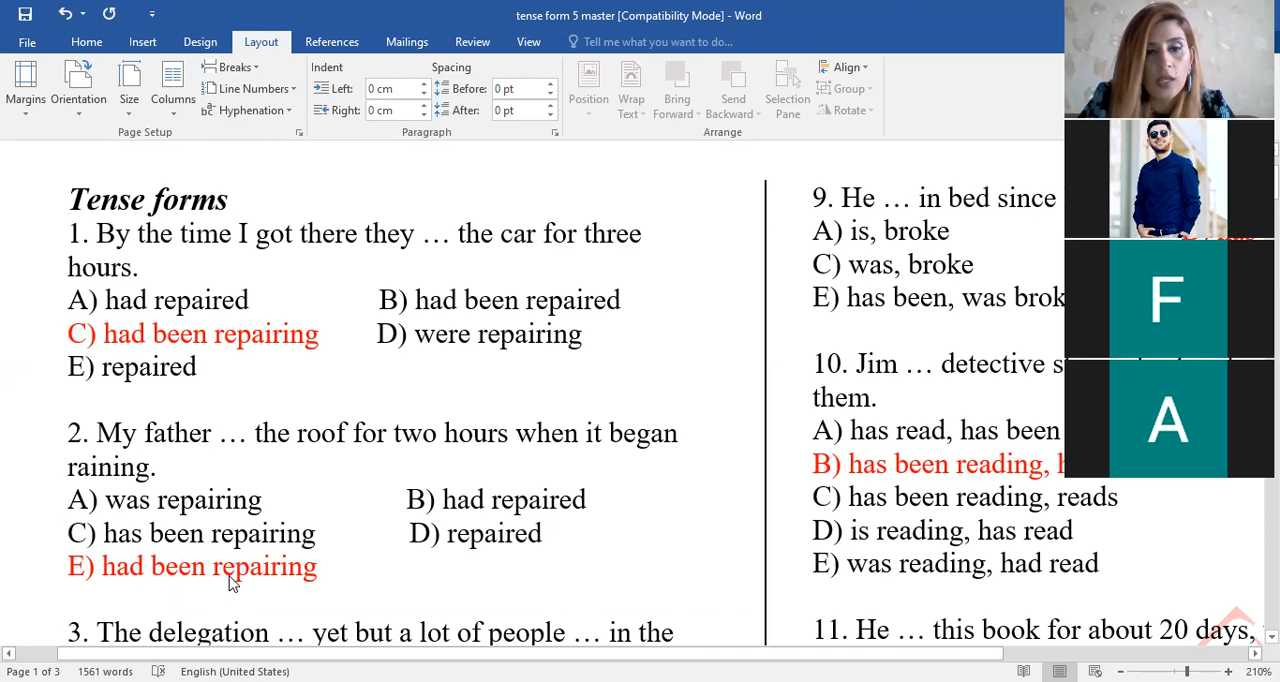 tense form 5 master [Compatibility Mode] - Word
File Home Insert Design Layout References Mailings Review View Tell me what you want to do...
Margins
Orientation
Size
Columns
Breaks
Line Numbers
Hyphenation
Page Setup
Indent
Left: 0 cm
Right: 0 cm
Spacing
Before: 0 pt
After: 0 pt
Paragraph
Position
Wrap
Text
Bring
Forward
Send
Backward
Selection
Pane
Align
Group
Rotate
Arrange
Tense forms
1. By the time I got there they … the car for three
hours.
A) had repaired B) had been repaired
C) had been repairing D) were repairing
E) repaired
2. My father … the roof for two hours when it began
raining.
A) was repairing B) had repaired
C) has been repairing D) repaired
E) had been repairing
3. The delegation … yet but a lot of people … in the
9. He … in bed since
A) is, broke
C) was, broke
E) has been, was brok
10. Jim … detective
them.
A) has read, has been
B) has been reading,
C) has been reading, reads
D) is reading, has read
E) was reading, had read
11. He … this book for about 20 days,
F
A
Page 1 of 3 1561 words English (United States) 210%